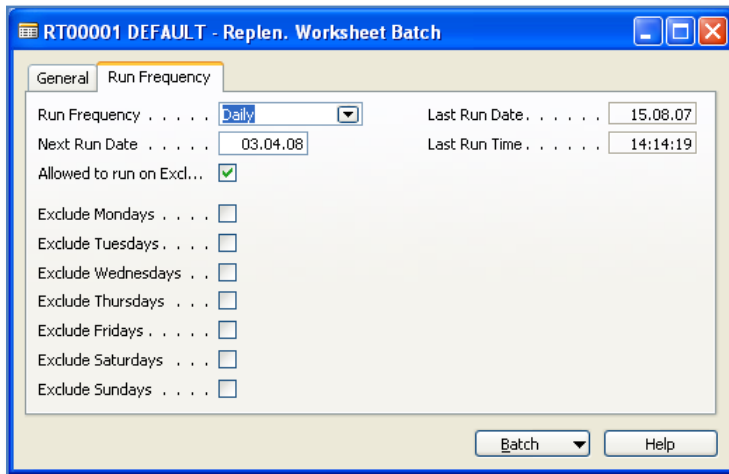 RT00001 DEFAULT - Replen. Worksheet Batch
General Run Frequency
Run Frequency . . . . . Daily Last Run Date . . . . . . 15.08.07
Next Run Date . . . . . 03.04.08 Last Run Time . . . . . . 14:14:19
Allowed to run on Excl...
Exclude Mondays . . . .
Exclude Tuesdays . . . .
Exclude Wednesdays . .
Exclude Thursdays . . .
Exclude Fridays . . . . .
Exclude Saturdays . . .
Exclude Sundays . . . .
Batch Help